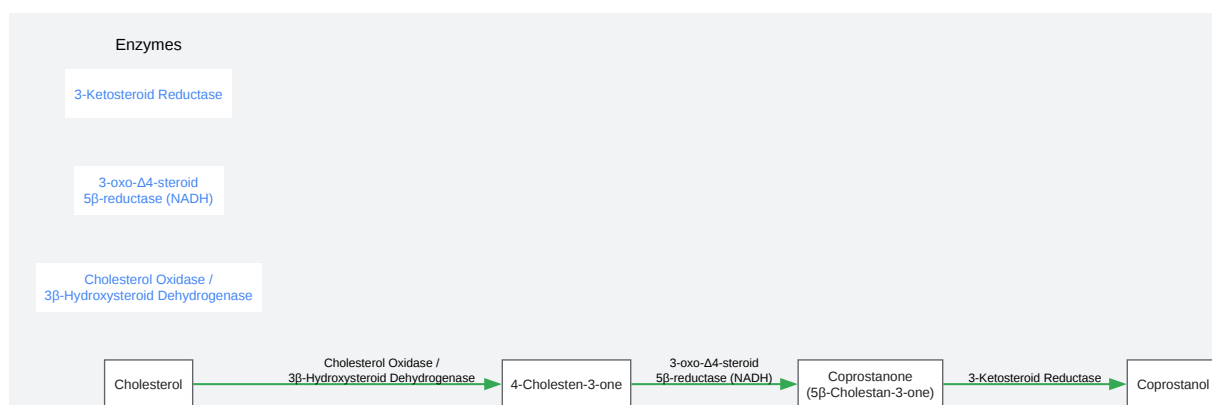 Enzymes
3-Ketosteroid Reductase
3-oxo-Δ4-steroid
5β-reductase (NADH)
Cholesterol Oxidase /
3β-Hydroxysteroid Dehydrogenase
Cholesterol
Cholesterol Oxidase /
3β-Hydroxysteroid Dehydrogenase
4-Cholesten-3-one
3-oxo-Δ4-steroid
5β-reductase (NADH)
Coprostanone
(5β-Cholestan-3-one)
3-Ketosteroid Reductase
Coprostanol